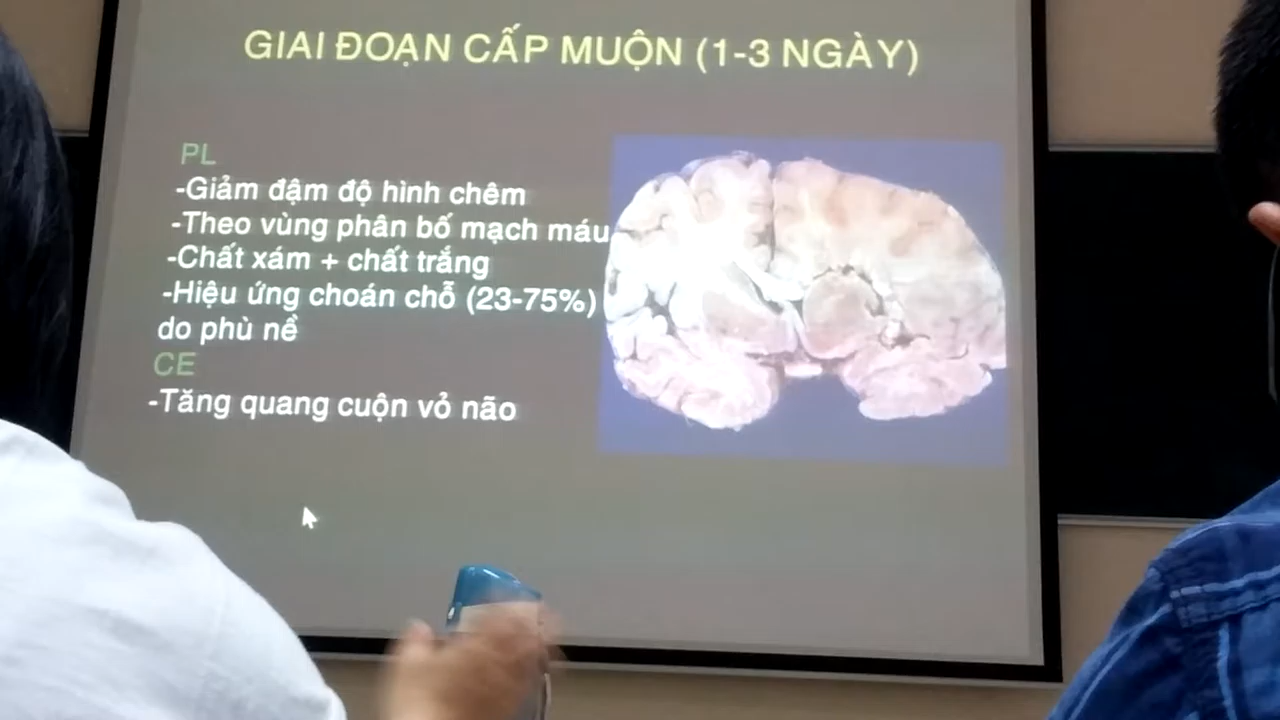 GIAI ĐOẠN CẤP MUỘN (1-3 NGÀY)
PL
-Giảm đậm độ hình chêm
-Theo vùng phân bố mạch máu
-Chất xám + chất trắng
-Hiệu ứng choán chỗ (23-75%)
do phù nề
CE
-Tăng quang cuộn vỏ não